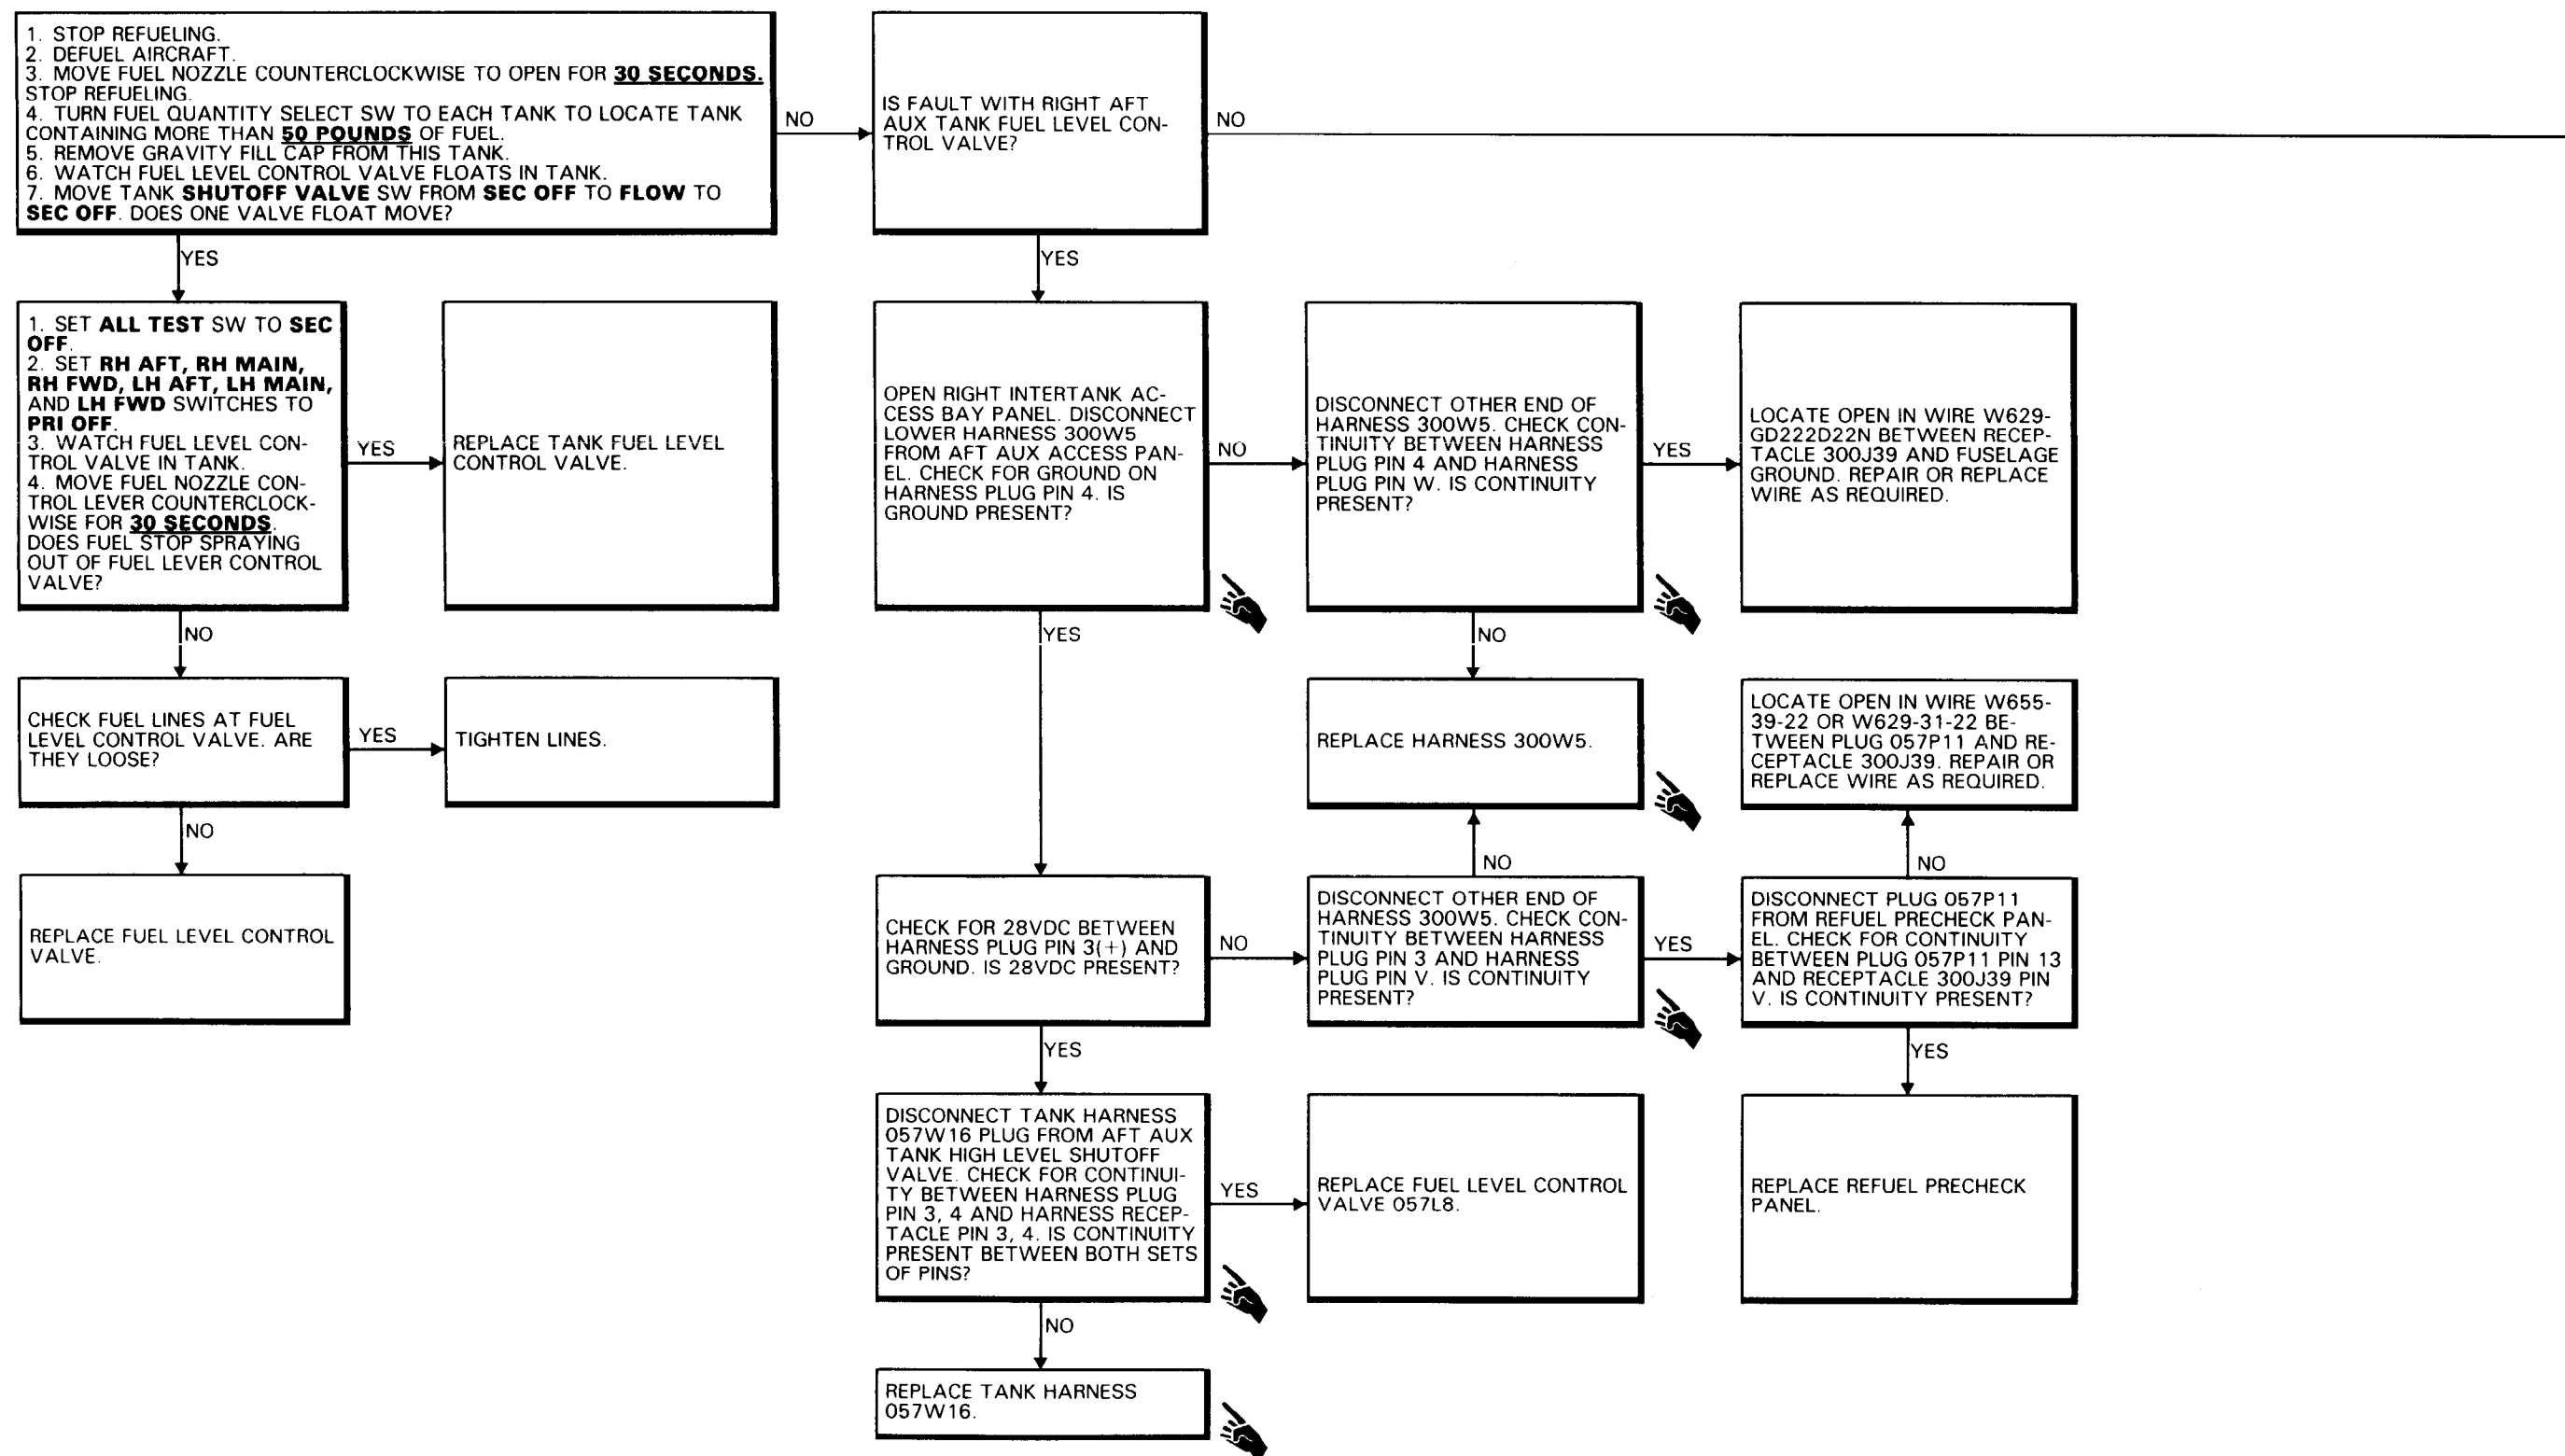 1. STOP REFUELING.
2. DEFUEL AIRCRAFT.
3. MOVE FUEL NOZZLE COUNTERCLOCKWISE TO OPEN FOR 30 SECONDS.
STOP REFUELING.
4. TURN FUEL QUANTITY SELECT SW TO EACH TANK TO LOCATE TANK
CONTAINING MORE THAN 50 POUNDS OF FUEL.
5. REMOVE GRAVITY FILL CAP FROM THIS TANK.
6. WATCH FUEL LEVEL CONTROL VALVE FLOATS IN TANK.
7. MOVE TANK SHUTOFF VALVE SW FROM SEC OFF TO FLOW TO
SEC OFF. DOES ONE VALVE FLOAT MOVE?
NO
IS FAULT WITH RIGHT AFT
AUX TANK FUEL LEVEL CON-
TROL VALVE?
NO
YES
YES
1. SET ALL TEST SW TO SEC
OFF.
2. SET RH AFT, RH MAIN,
RH FWD, LH AFT, LH MAIN,
AND LH FWD SWITCHES TO
PRI OFF.
3. WATCH FUEL LEVEL CON-
TROL VALVE IN TANK.
4. MOVE FUEL NOZZLE CON-
TROL LEVER COUNTERCLOCK-
WISE FOR 30 SECONDS.
DOES FUEL STOP SPRAYING
OUT OF FUEL LEVER CONTROL
VALVE?
YES
REPLACE TANK FUEL LEVEL
CONTROL VALVE.
OPEN RIGHT INTERTANK AC-
CESS BAY PANEL. DISCONNECT
LOWER HARNESS 300W5
FROM AFT AUX ACCESS PAN-
EL. CHECK FOR GROUND ON
HARNESS PLUG PIN 4. IS
GROUND PRESENT?
NO
DISCONNECT OTHER END OF
HARNESS 300W5. CHECK CON-
TINUITY BETWEEN HARNESS
PLUG PIN 4 AND HARNESS
PLUG PIN W. IS CONTINUITY
PRESENT?
YES
LOCATE OPEN IN WIRE W629-
GD222D22N BETWEEN RECEP-
TACLE 300J39 AND FUSELAGE
GROUND. REPAIR OR REPLACE
WIRE AS REQUIRED.
NO
YES
NO
CHECK FUEL LINES AT FUEL
LEVEL CONTROL VALVE. ARE
THEY LOOSE?
YES
TIGHTEN LINES.
REPLACE HARNESS 300W5.
LOCATE OPEN IN WIRE W655-
39-22 OR W629-31-22 BE-
TWEEN PLUG 057P11 AND RE-
CEPTACLE 300J39. REPAIR OR
REPLACE WIRE AS REQUIRED.
NO
NO
NO
REPLACE FUEL LEVEL CONTROL
VALVE.
CHECK FOR 28VDC BETWEEN
HARNESS PLUG PIN 3(+) AND
GROUND. IS 28VDC PRESENT?
NO
DISCONNECT OTHER END OF
HARNESS 300W5. CHECK CON-
TINUITY BETWEEN HARNESS
PLUG PIN 3 AND HARNESS
PLUG PIN V. IS CONTINUITY
PRESENT?
YES
DISCONNECT PLUG 057P11
FROM REFUEL PRECHECK PAN-
EL. CHECK FOR CONTINUITY
BETWEEN PLUG 057P11 PIN 13
AND RECEPTACLE 300J39 PIN
V. IS CONTINUITY PRESENT?
YES
YES
DISCONNECT TANK HARNESS
057W16 PLUG FROM AFT AUX
TANK HIGH LEVEL SHUTOFF
VALVE. CHECK FOR CONTINUI-
TY BETWEEN HARNESS PLUG
PIN 3, 4 AND HARNESS RECEP-
TACLE PIN 3, 4. IS CONTINUITY
PRESENT BETWEEN BOTH SETS
OF PINS?
YES
REPLACE FUEL LEVEL CONTROL
VALVE 057L8.
REPLACE REFUEL PRECHECK
PANEL.
NO
REPLACE TANK HARNESS
057W16.